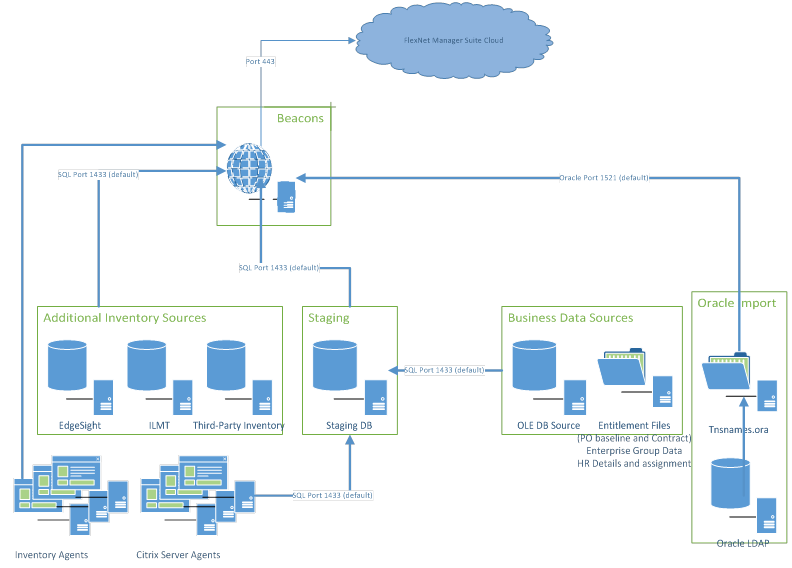 FlexNet Manager Suite Cloud
Port 443
Beacons
SQL Port 1433 (default)
Oracle Port 1521 (default)
SQL Port 1433 (default)
Additional Inventory Sources
EdgeSight
ILMT
Third-Party Inventory
Staging
Staging DB
SQL Port 1433 (default)
Business Data Sources
OLE DB Source
Entitlement Files
(PO baseline and Contract)
Enterprise Group Data
HR Details and assignment
Oracle Import
Tnsnames.ora
Oracle LDAP
SQL Port 1433 (default)
Inventory Agents
Citrix Server Agents